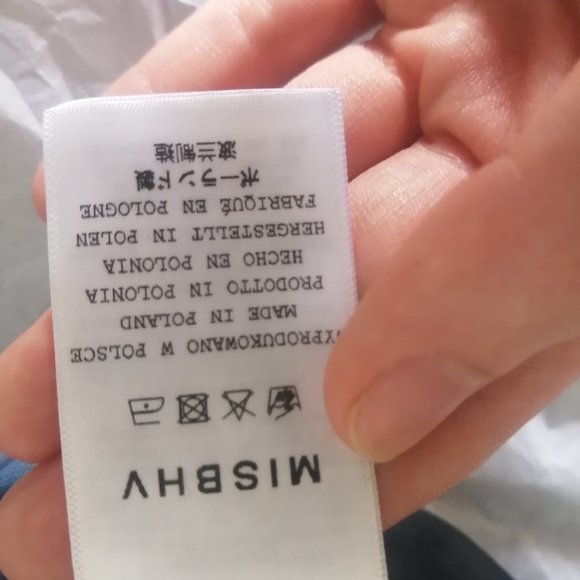 MISBHV
WYPRODUKOWANO W POLSCE
MADE IN POLAND
PRODOTTO IN POLONIA
HECHO EN POLONIA
HERGESTELLT IN POLEN
FABRIQUÉ EN POLOGNE
ポーランド製
波兰制造